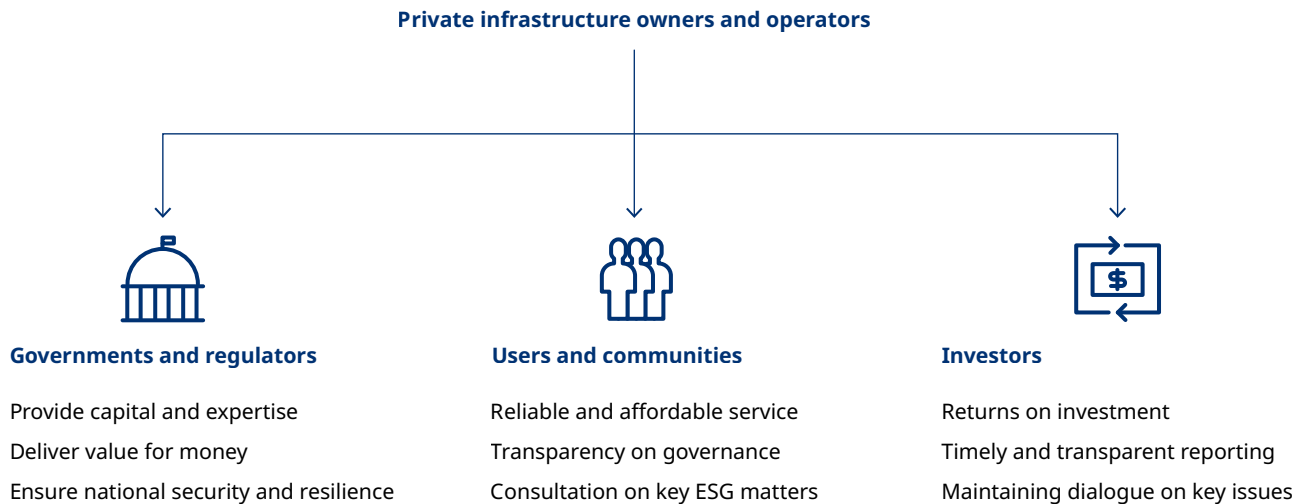 Private infrastructure owners and operators
Governments and regulators
Provide capital and expertise
Deliver value for money
Ensure national security and resilience
Users and communities
Reliable and affordable service
Transparency on governance
Consultation on key ESG matters
Investors
Returns on investment
Timely and transparent reporting
Maintaining dialogue on key issues